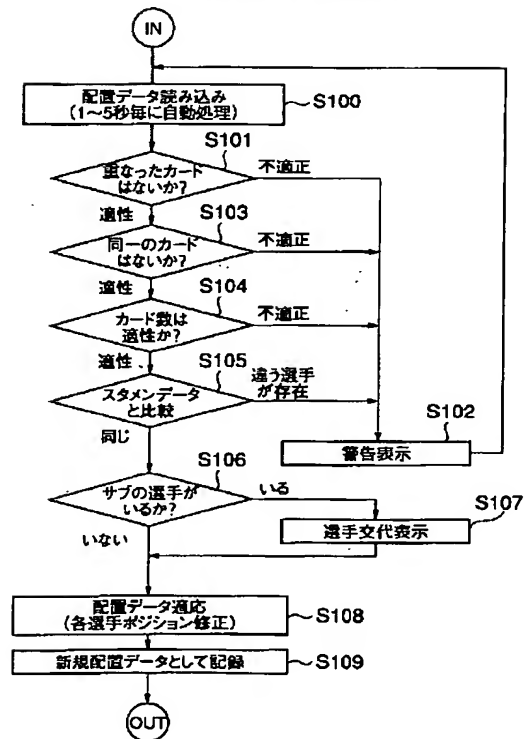 IN
配置データ読み込み
(1~5秒毎に自動処理)
S100
S101
重なったカード
はないか?
不適正
適性
S103
同一のカード
はないか?
不適正
適性
S104
カード数は
適性か?
不適正
適性
S105
スタメンデータ
と比較
違う選手
が存在
同じ
S102
警告表示
S106
サブの選手が
いるか?
いる
S107
選手交代表示
いない
配置データ適応
(各選手ポジション修正)
S108
新規配置データとして記録
S109
OUT